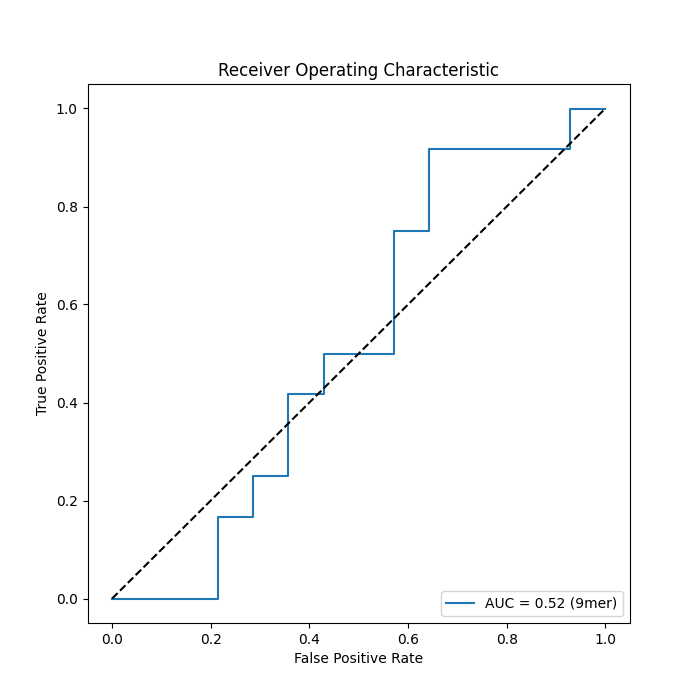 Receiver Operating Characteristic
1.0
0.8
0.6
0.4
0.2
0.0
True Positive Rate
AUC = 0.52 (9mer)
0.0 0.2 0.4 0.6 0.8 1.0
False Positive Rate